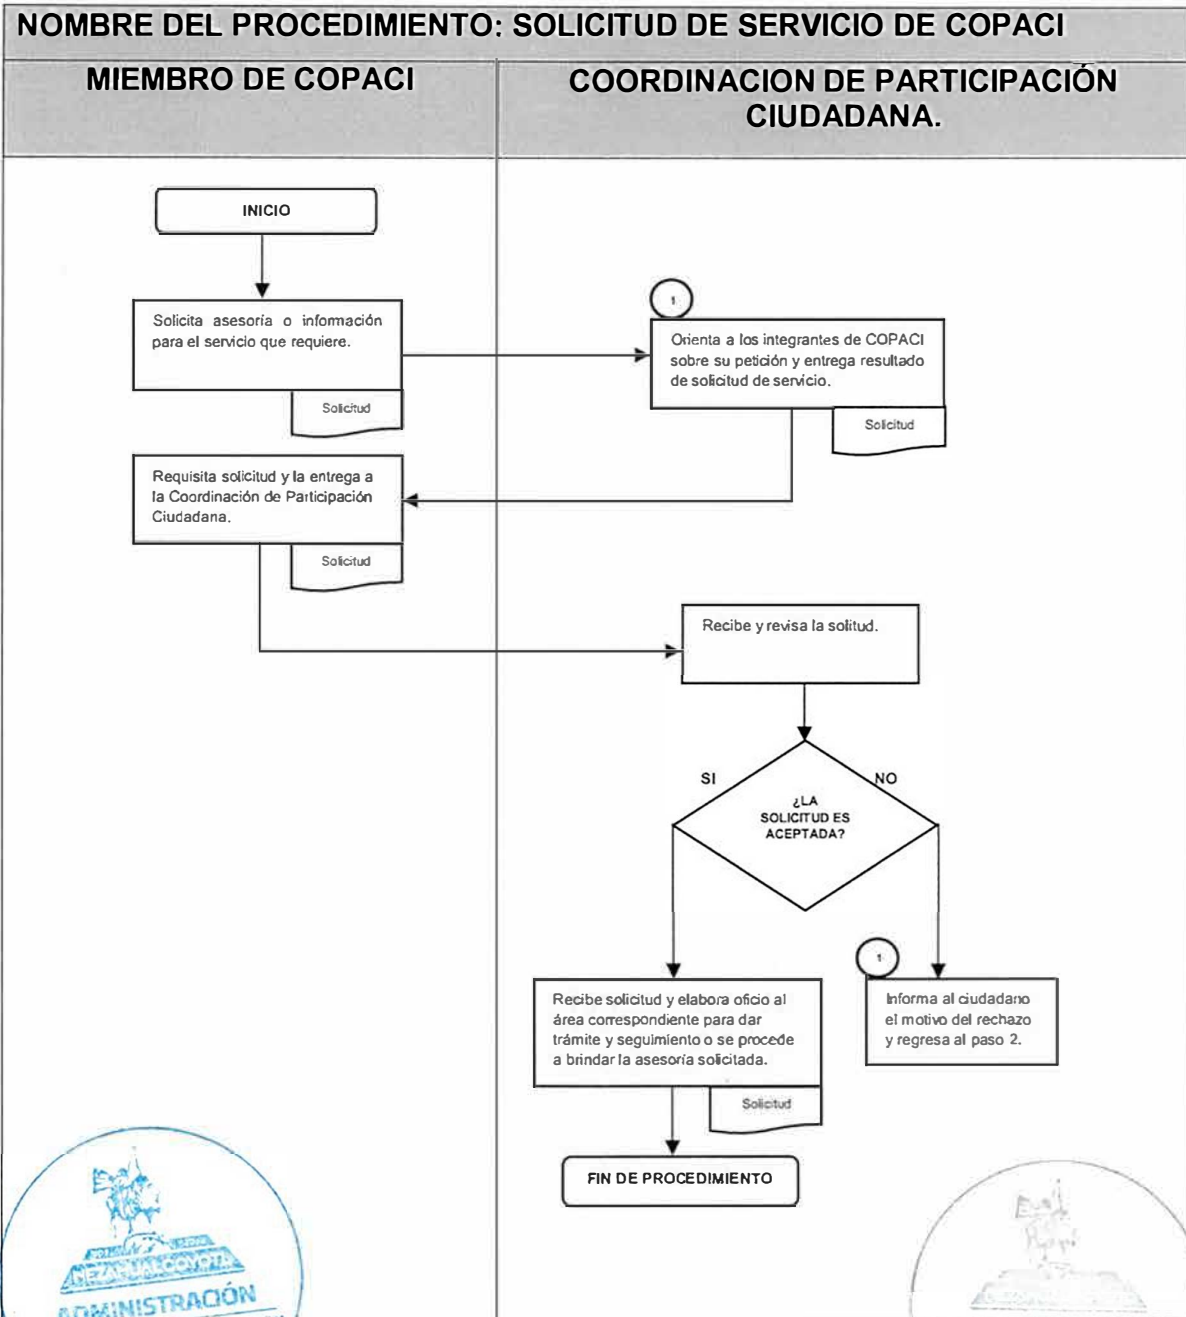 NOMBRE DEL PROCEDIMIENTO: SOLICITUD DE SERVICIO DE COPACI
MIEMBRO DE COPACI
COORDINACION DE PARTICIPACIÓN
CIUDADANA.
INICIO
Solicita asesoría o información
para el servicio que requiere.
Solicitud
1
Orienta a los integrantes de COPACI
sobre su petición y entrega resultado
de solicitud de servicio.
Solicitud
Requisita solicitud y la entrega a
la Coordinación de Participación
Ciudadana.
Solicitud
Recibe y revisa la solitud.
SI
NO
¿LA
SOLICITUD ES
ACEPTADA?
Recibe solicitud y elabora oficio al
área correspondiente para dar
trámite y seguimiento o se procede
a brindar la asesoría solicitada.
Solicitud
1
Informa al ciudadano
el motivo del rechazo
y regresa al paso 2.
FIN DE PROCEDIMIENTO
NEZAHUALCOYOTL
ADMINISTRACIÓN